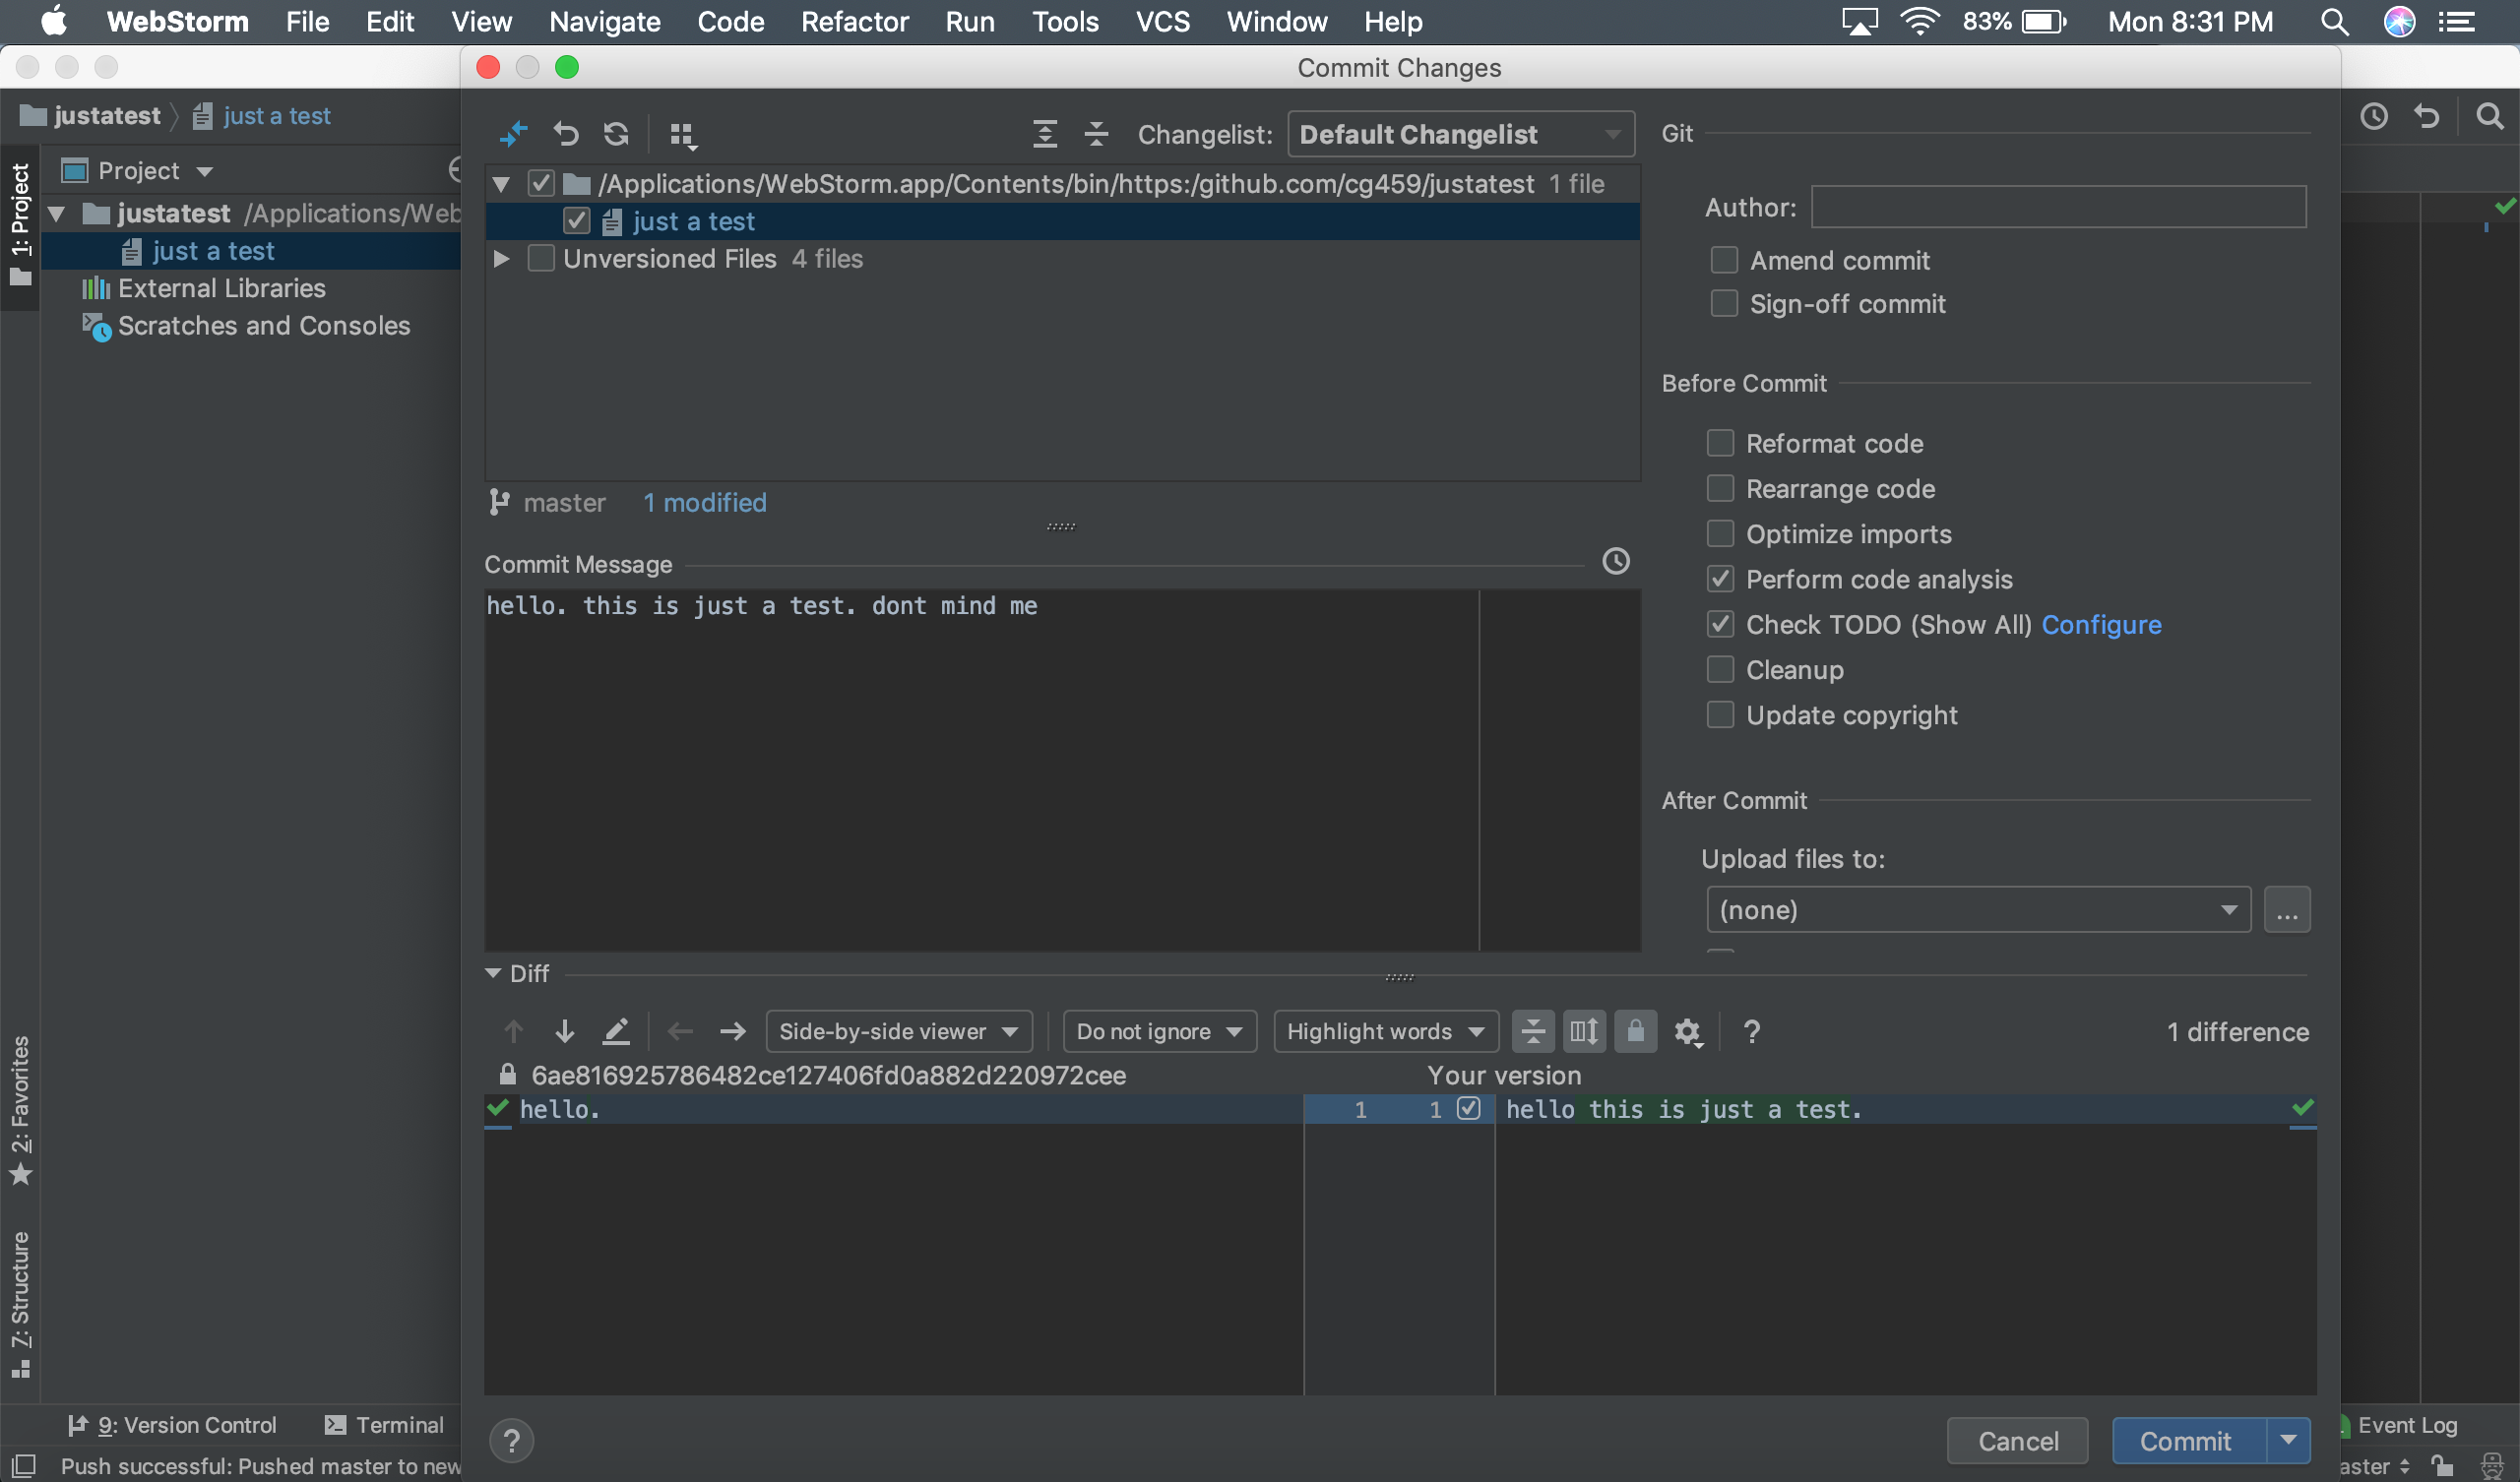 WebStorm File Edit View Navigate Code Refactor Run Tools VCS Window Help 83% Mon 8:31 PM
Commit Changes
justatest just a test
Changelist: Default Changelist
Git
1: Project
Project
/Applications/WebStorm.app/Contents/bin/https:/github.com/cg459/justatest 1 file
justatest /Applications/Web
just a test
Author:
just a test
Unversioned Files 4 files
Amend commit
External Libraries
Sign-off commit
Scratches and Consoles
Before Commit
Reformat code
Rearrange code
master 1 modified
Optimize imports
Commit Message
Perform code analysis
hello. this is just a test. dont mind me
Check TODO (Show All) Configure
Cleanup
Update copyright
After Commit
Upload files to:
(none) ...
Diff
Side-by-side viewer Do not ignore Highlight words ? 1 difference
6ae816925786482ce127406fd0a882d220972cee Your version
hello. 1 1 hello this is just a test.
2: Favorites
7: Structure
9: Version Control Terminal
? Cancel Commit
Event Log
Push successful: Pushed master to new
aster